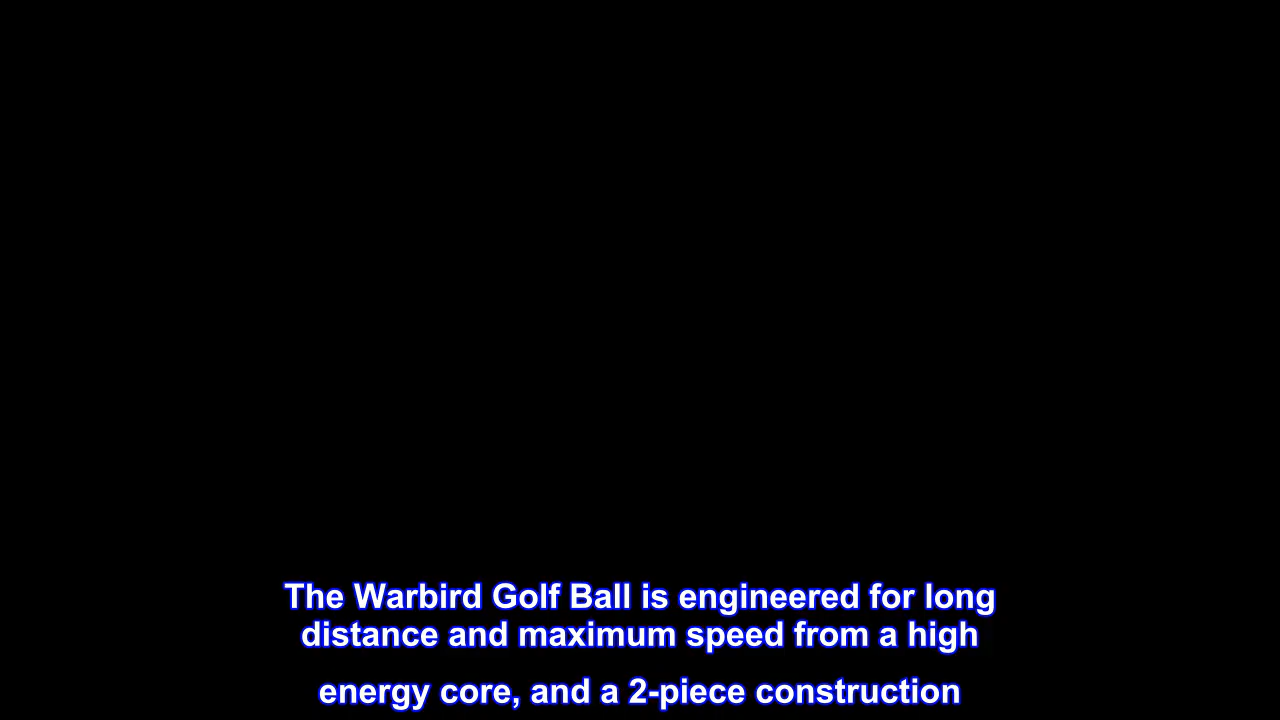 The Warbird Golf Ball is engineered for long
distance and maximum speed from a high
energy core, and a 2-piece construction